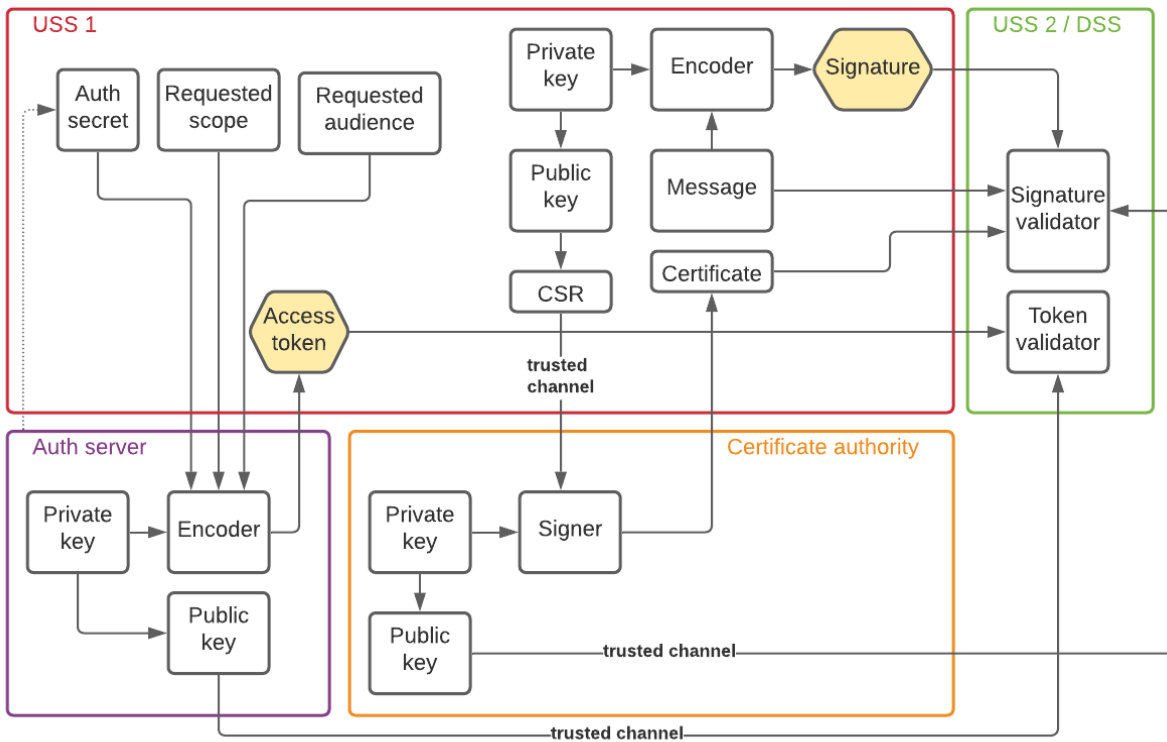 USS 1
Auth
secret
Requested
scope
Requested
audience
Private
key
Encoder
Signature
Public
key
Message
CSR
Certificate
Access
token
trusted
channel
USS 2 / DSS
Signature
validator
Token
validator
Auth server
Private
key
Encoder
Public
key
Certificate authority
Private
key
Signer
Public
key
trusted channel
trusted channel